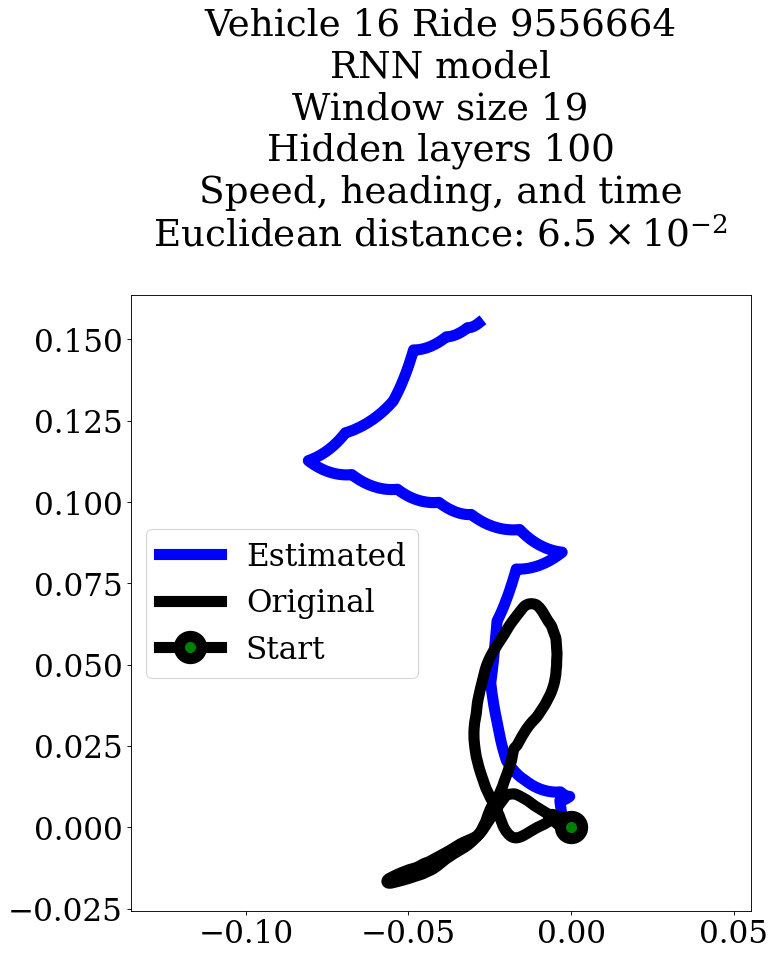 Vehicle 16 Ride 9556664
RNN model
Window size 19
Hidden layers 100
Speed, heading, and time
Euclidean distance: 6.5 × 10⁻²
0.150
0.125
0.100
0.075
0.050
0.025
0.000
−0.025
Estimated
Original
Start
−0.10 −0.05 0.00 0.05